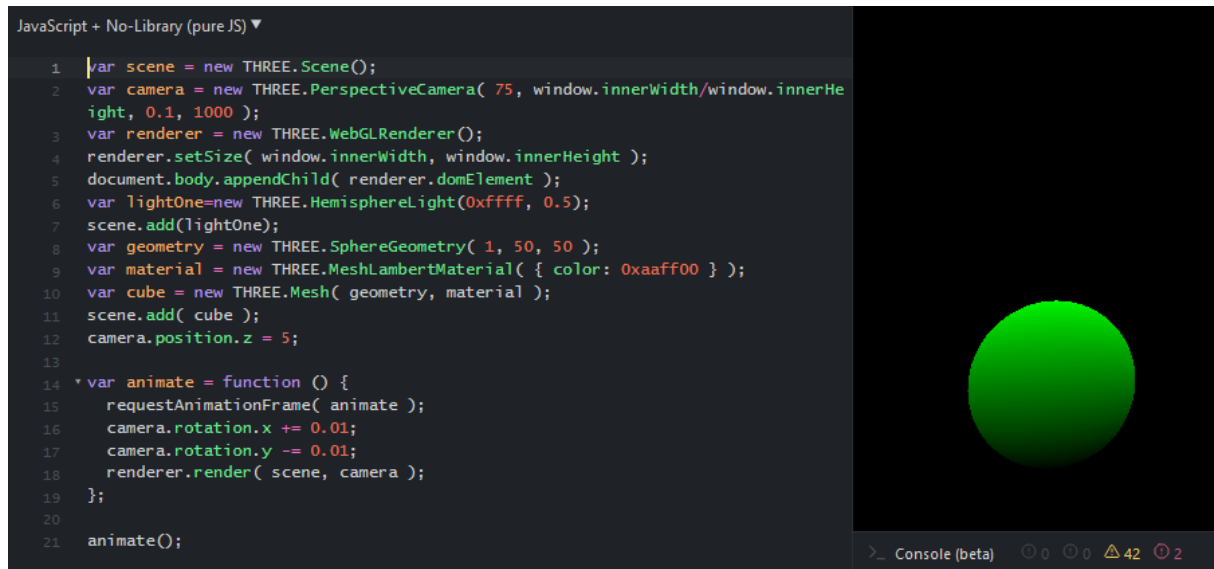 JavaScript + No-Library (pure JS) ▼
1 var scene = new THREE.Scene();
2 var camera = new THREE.PerspectiveCamera( 75, window.innerWidth/window.innerHe
ight, 0.1, 1000 );
3 var renderer = new THREE.WebGLRenderer();
4 renderer.setSize( window.innerWidth, window.innerHeight );
5 document.body.appendChild( renderer.domElement );
6 var lightOne=new THREE.HemisphereLight(0xffff, 0.5);
7 scene.add(lightOne);
8 var geometry = new THREE.SphereGeometry( 1, 50, 50 );
9 var material = new THREE.MeshLambertMaterial( { color: 0xaaff00 } );
10 var cube = new THREE.Mesh( geometry, material );
11 scene.add( cube );
12 camera.position.z = 5;
13
14 ▾ var animate = function () {
15   requestAnimationFrame( animate );
16   camera.rotation.x += 0.01;
17   camera.rotation.y -= 0.01;
18   renderer.render( scene, camera );
19 };
20
21 animate();
>_ Console (beta) 0 0 42 2